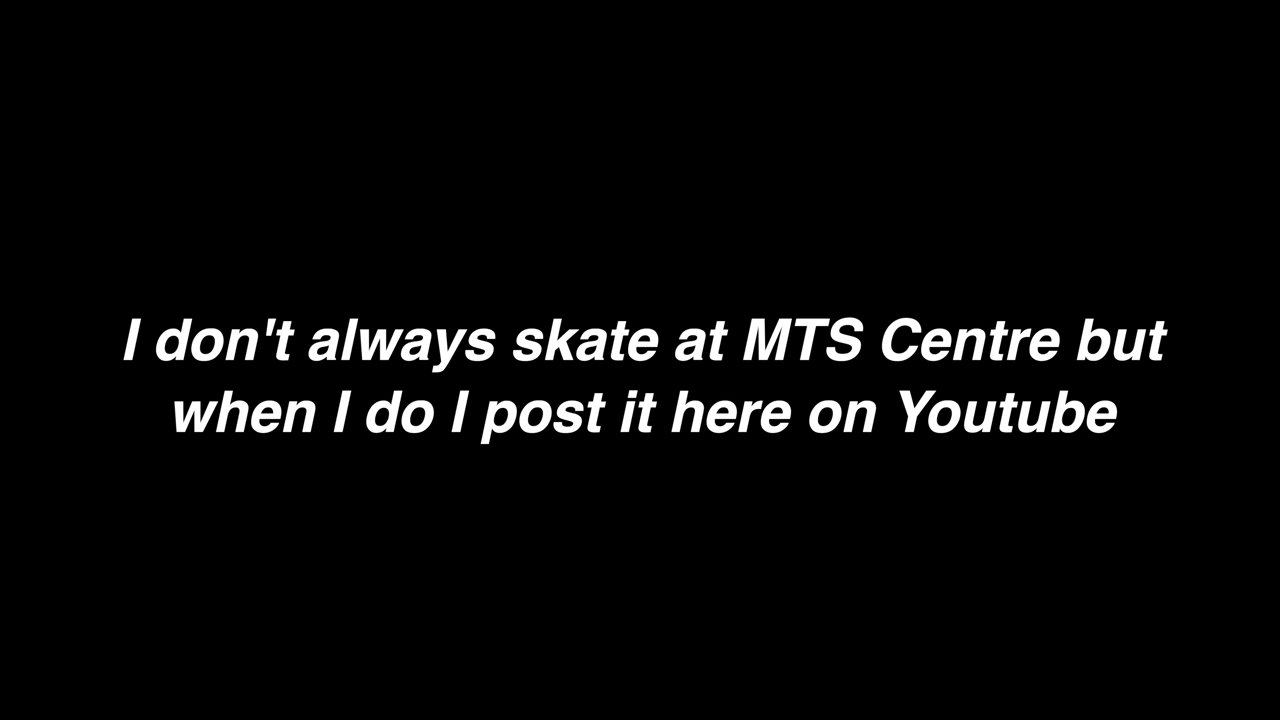 I don't always skate at MTS Centre but
when I do I post it here on Youtube